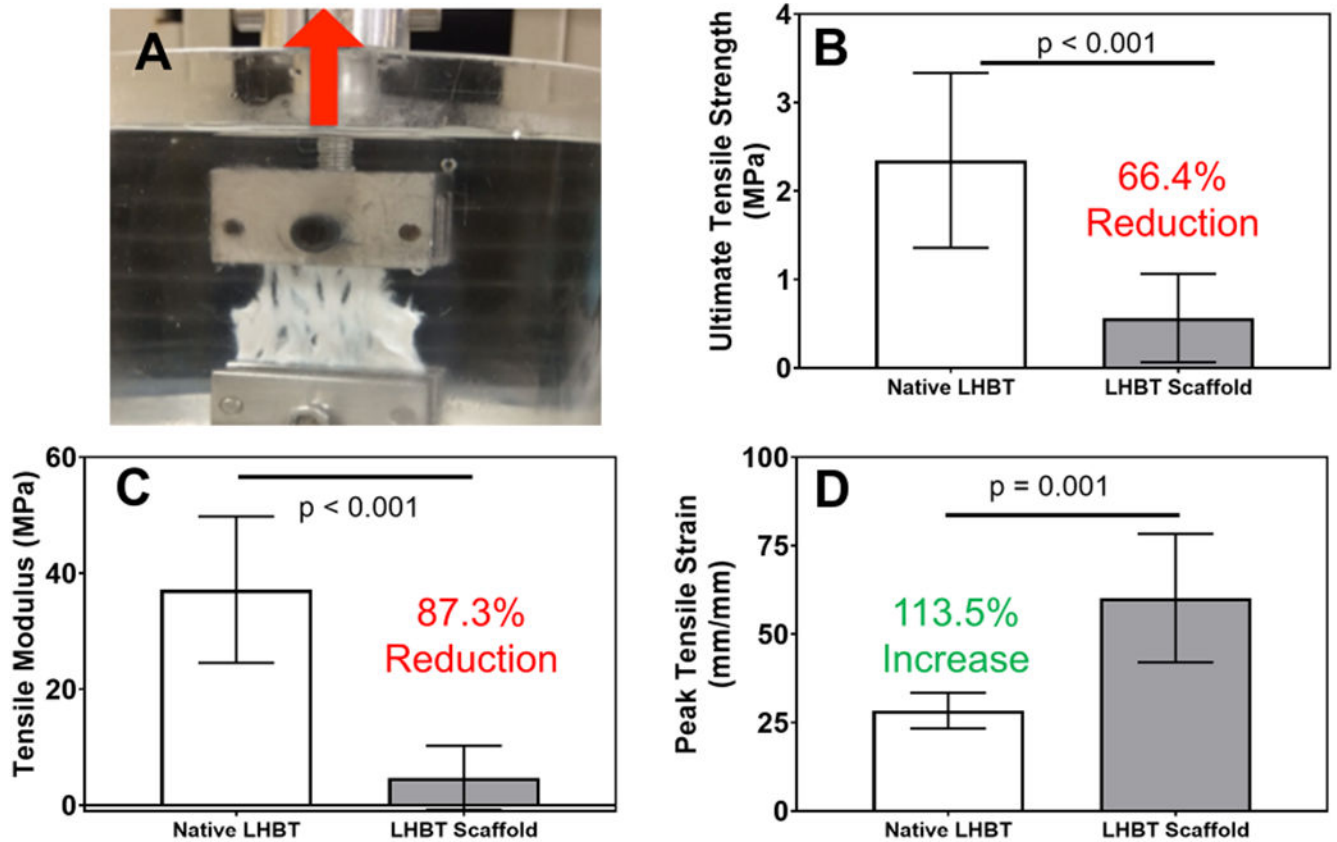 A
B
p < 0.001
Ultimate Tensile Strength
(MPa)
4
3
2
1
0
66.4%
Reduction
Native LHBT
LHBT Scaffold
C
p < 0.001
Tensile Modulus (MPa)
60
40
20
0
87.3%
Reduction
Native LHBT
LHBT Scaffold
D
p = 0.001
Peak Tensile Strain
(mm/mm)
100
75
50
25
0
113.5%
Increase
Native LHBT
LHBT Scaffold